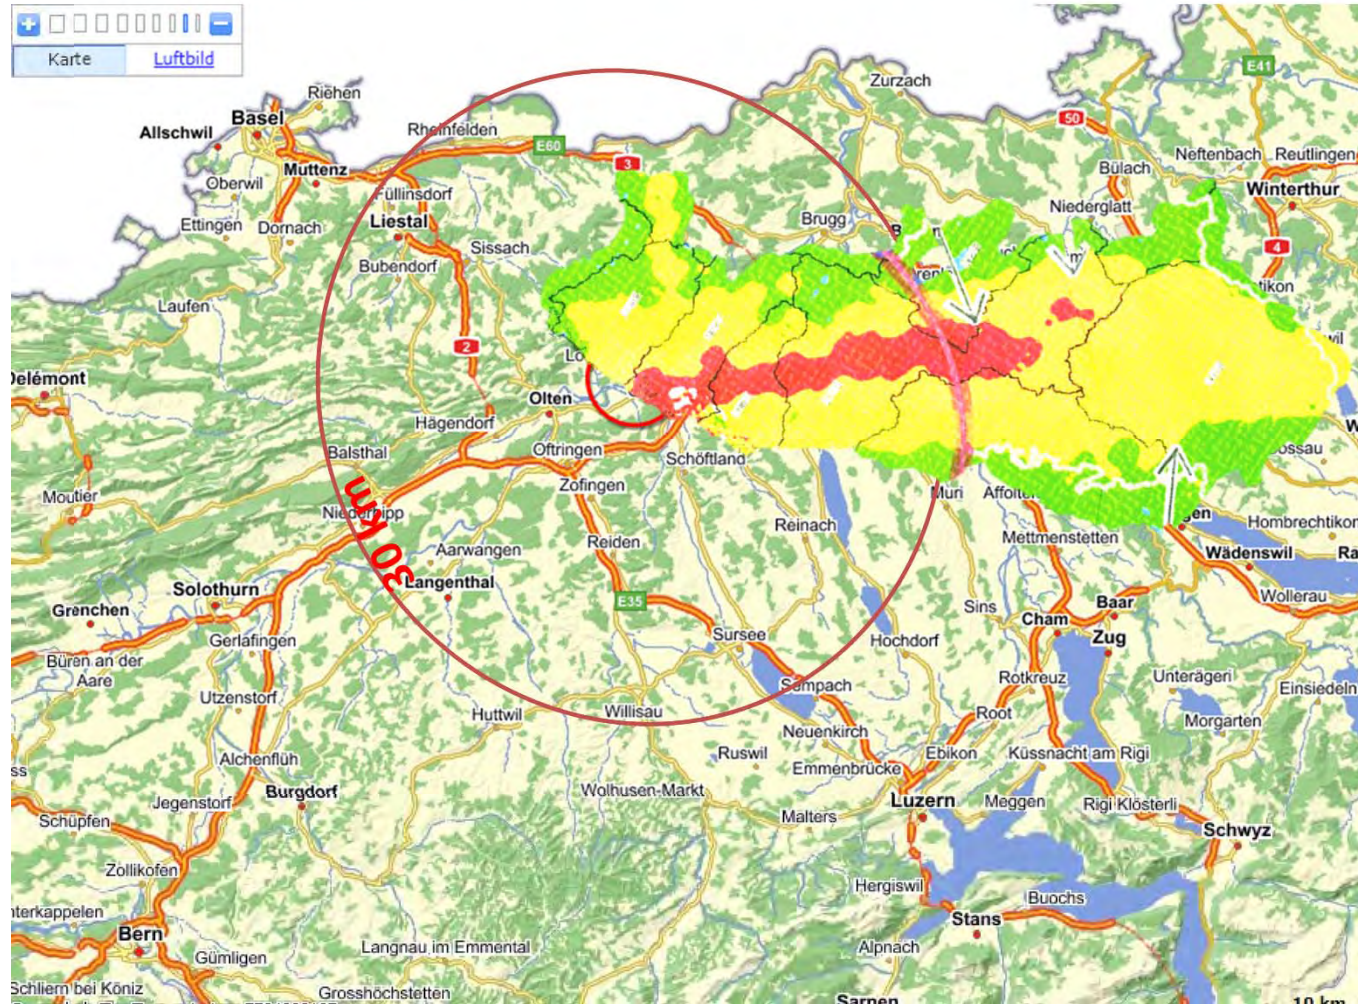 Karte
Luftbild
Riehen
Basel
Allschwil
Rheinfelden
E60
3
Zurzach
E41
50
Muttenz
Oberwil
Füllinsdorf
Ettingen
Dornach
Liestal
Sissach
Bubendorf
Brugg
Bülach
Neftenbach
Reutlingen
Winterthur
Niederglatt
4
Laufen
2
Delémont
Olten
Hägendorf
Balsthal
Oftringen
Schöftland
Zofingen
Moutier
Niederbipp
30 km
Muri
Reinach
Mettmenstetten
Hombrechtikon
Wädenswil
Reiden
Aarwangen
Langenthal
Solothurn
Grenchen
E35
Wollerau
Sins
Baar
Cham
Zug
Gerlafingen
Sursee
Hochdorf
Büren an der
Aare
Utzenstorf
Sempach
Rotkreuz
Unterägeri
Einsiedeln
Huttwil
Willisau
Root
Morgarten
Neuenkirch
Alchenflüh
Ruswil
Emmenbrücke
Ebikon
Küssnacht am Rigi
Burgdorf
Jegenstorf
Wolhusen-Markt
Luzern
Meggen
Rigi Klösterli
Schüpfen
Malters
Schwyz
Zollikofen
Hergiswil
Buochs
Stans
Bern
Langnau im Emmental
Alpnach
Gümligen
Schliern bei Köniz
Grosshöchstetten
Sarnen
10 km